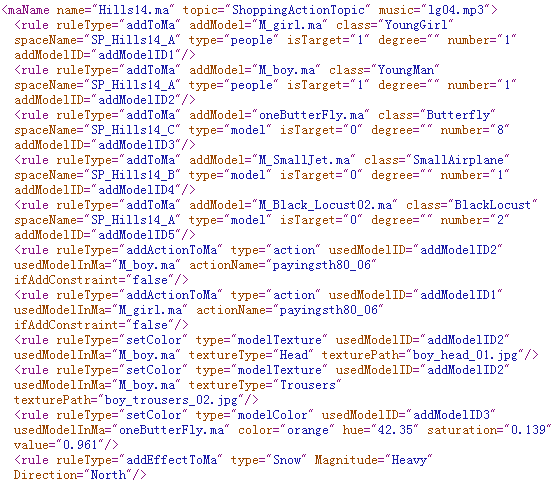 <maName name="Hills14.ma" topic="ShoppingActionTopic" music="lg04.mp3">
<rule ruleType="addToMa" addModel="M_girl.ma" class="YoungGirl"
spaceName="SP_Hills14_A" type="people" isTarget="1" degree="" number="1"
addModelID="addModelID1"/>
<rule ruleType="addToMa" addModel="M_boy.ma" class="YoungMan"
spaceName="SP_Hills14_A" type="people" isTarget="1" degree="" number="1"
addModelID="addModelID2"/>
<rule ruleType="addToMa" addModel="oneButterFly.ma" class="Butterfly"
spaceName="SP_Hills14_C" type="model" isTarget="0" degree="" number="8"
addModelID="addModelID3"/>
<rule ruleType="addToMa" addModel="M_SmallJet.ma" class="SmallAirplane"
spaceName="SP_Hills14_B" type="model" isTarget="0" degree="" number="1"
addModelID="addModelID4"/>
<rule ruleType="addToMa" addModel="M_Black_Locust02.ma" class="BlackLocust"
spaceName="SP_Hills14_A" type="model" isTarget="0" degree="" number="2"
addModelID="addModelID5"/>
<rule ruleType="addActionToMa" type="action" usedModelID="addModelID2"
usedModelInMa="M_boy.ma" actionName="payingsth80_06"
ifAddConstraint="false"/>
<rule ruleType="addActionToMa" type="action" usedModelID="addModelID1"
usedModelInMa="M_girl.ma" actionName="payingsth80_06"
ifAddConstraint="false"/>
<rule ruleType="setColor" type="modelTexture" usedModelID="addModelID2"
usedModelInMa="M_boy.ma" textureType="Head" texturePath="boy_head_01.jpg"/>
<rule ruleType="setColor" type="modelTexture" usedModelID="addModelID2"
usedModelInMa="M_boy.ma" textureType="Trousers"
texturePath="boy_trousers_02.jpg"/>
<rule ruleType="setColor" type="modelColor" usedModelID="addModelID3"
usedModelInMa="oneButterFly.ma" color="orange" hue="42.35" saturation="0.139"
value="0.961"/>
<rule ruleType="addEffectToMa" type="Snow" Magnitude="Heavy"
Direction="North"/>